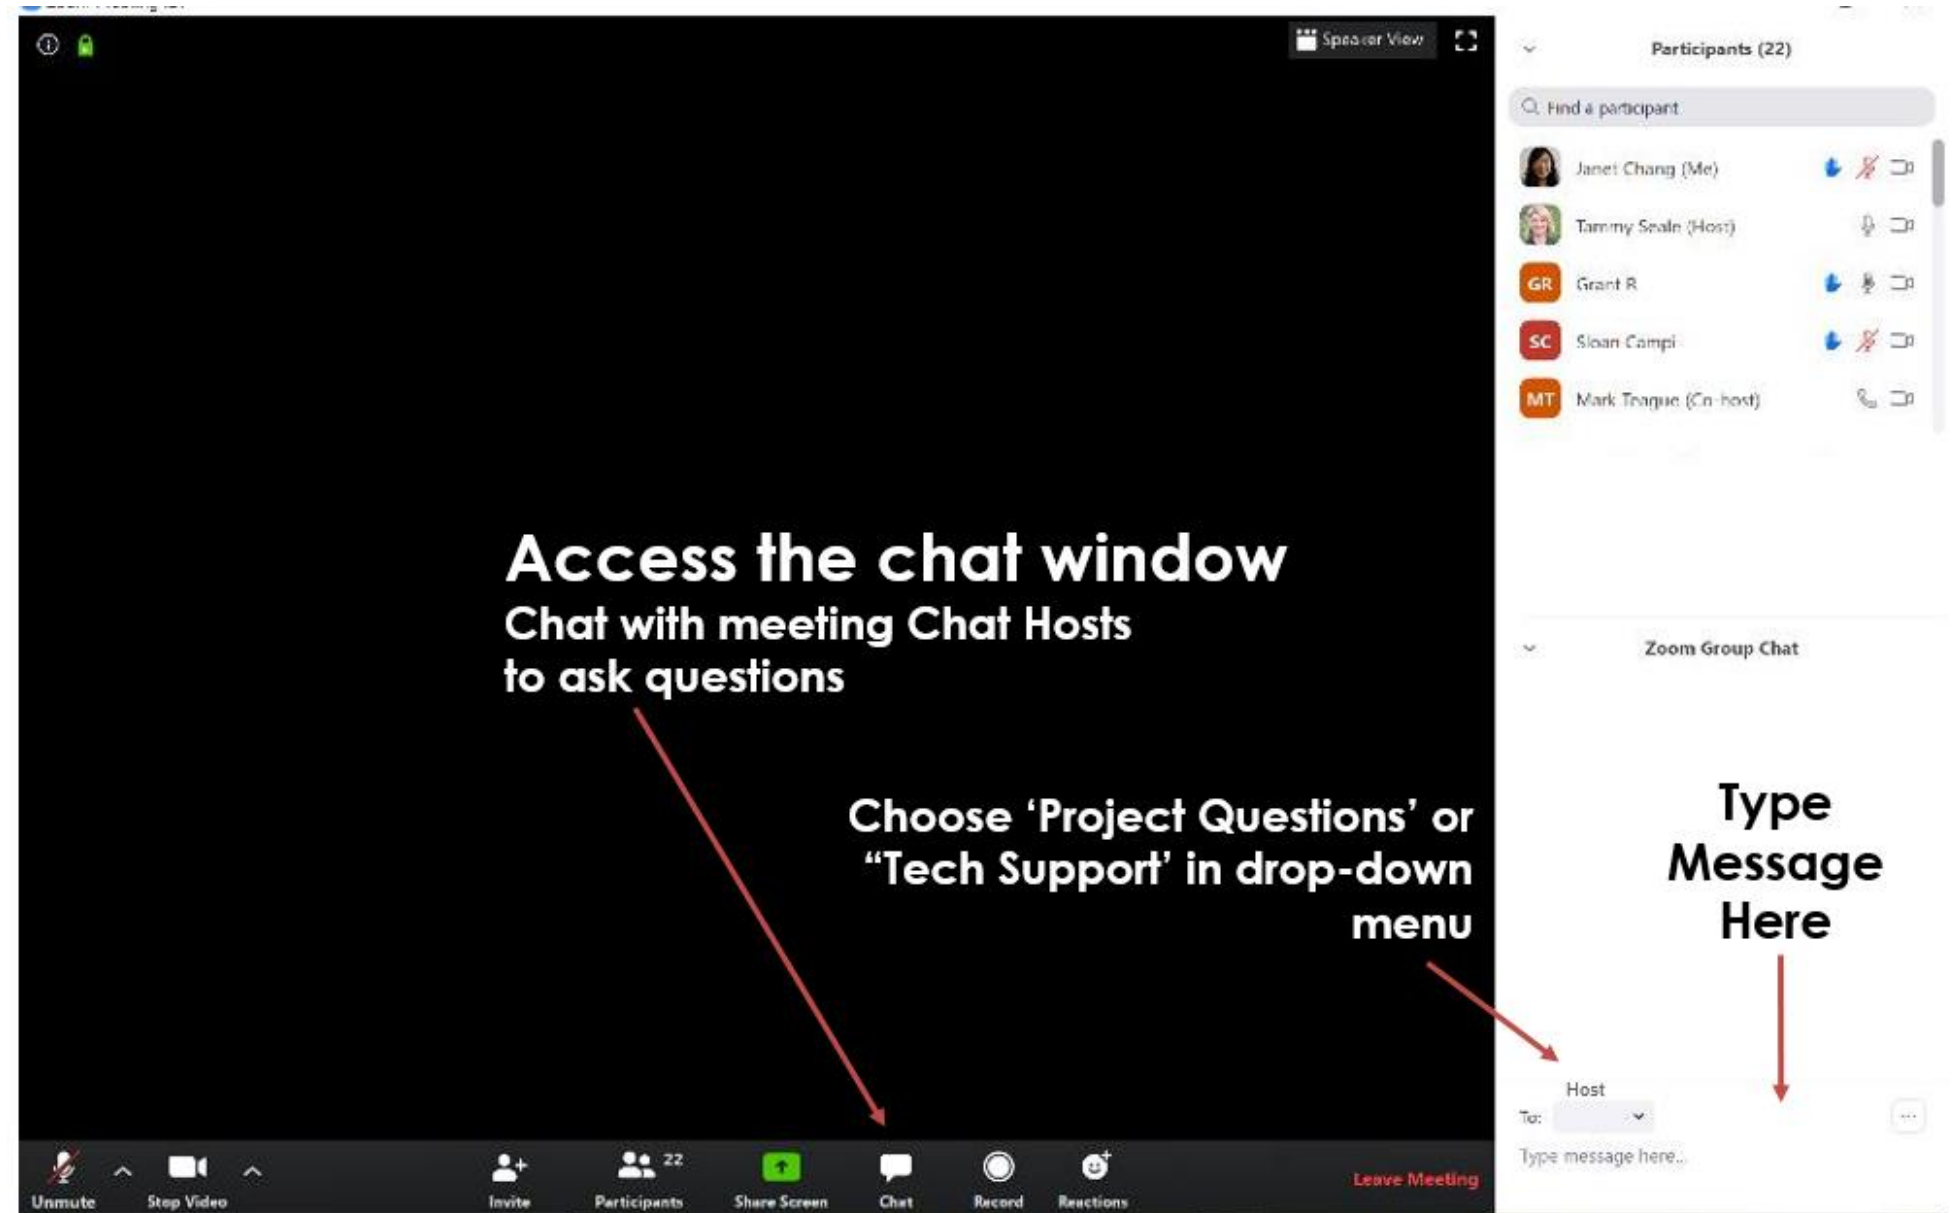 Speaker View
Participants (22)
Find a participant
Janet Chang (Me)
Tammy Seale (Host)
GR Grant R
SC Sloan Campi
MT Mark Teague (Co-host)
Access the chat window
Chat with meeting Chat Hosts
to ask questions
Zoom Group Chat
Choose ‘Project Questions’ or
“Tech Support’ in drop-down
menu
Type
Message
Here
Host
To:
Type message here...
22
Unmute
Stop Video
Invite
Participants
Share Screen
Chat
Record
Reactions
Leave Meeting